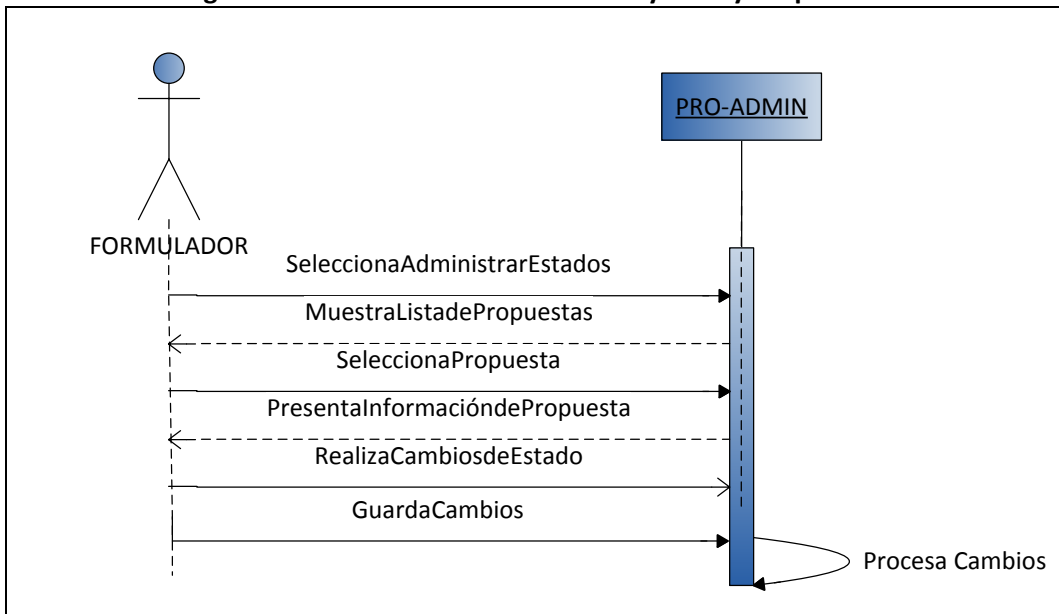 PRO-ADMIN
FORMULADOR
SeleccionaAdministrarEstados
MuestraListadePropuestas
SeleccionaPropuesta
PresentaInformacióndePropuesta
RealizaCambiosdeEstado
GuardaCambios
Procesa Cambios